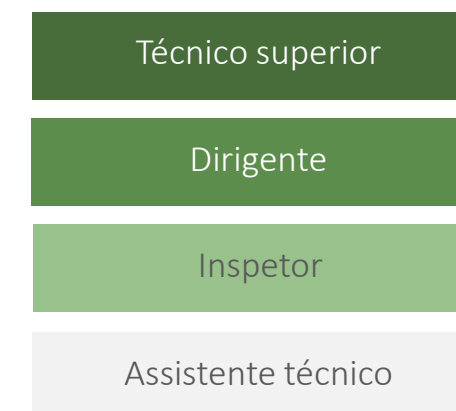 Técnico superior
Dirigente
Inspetor
Assistente técnico